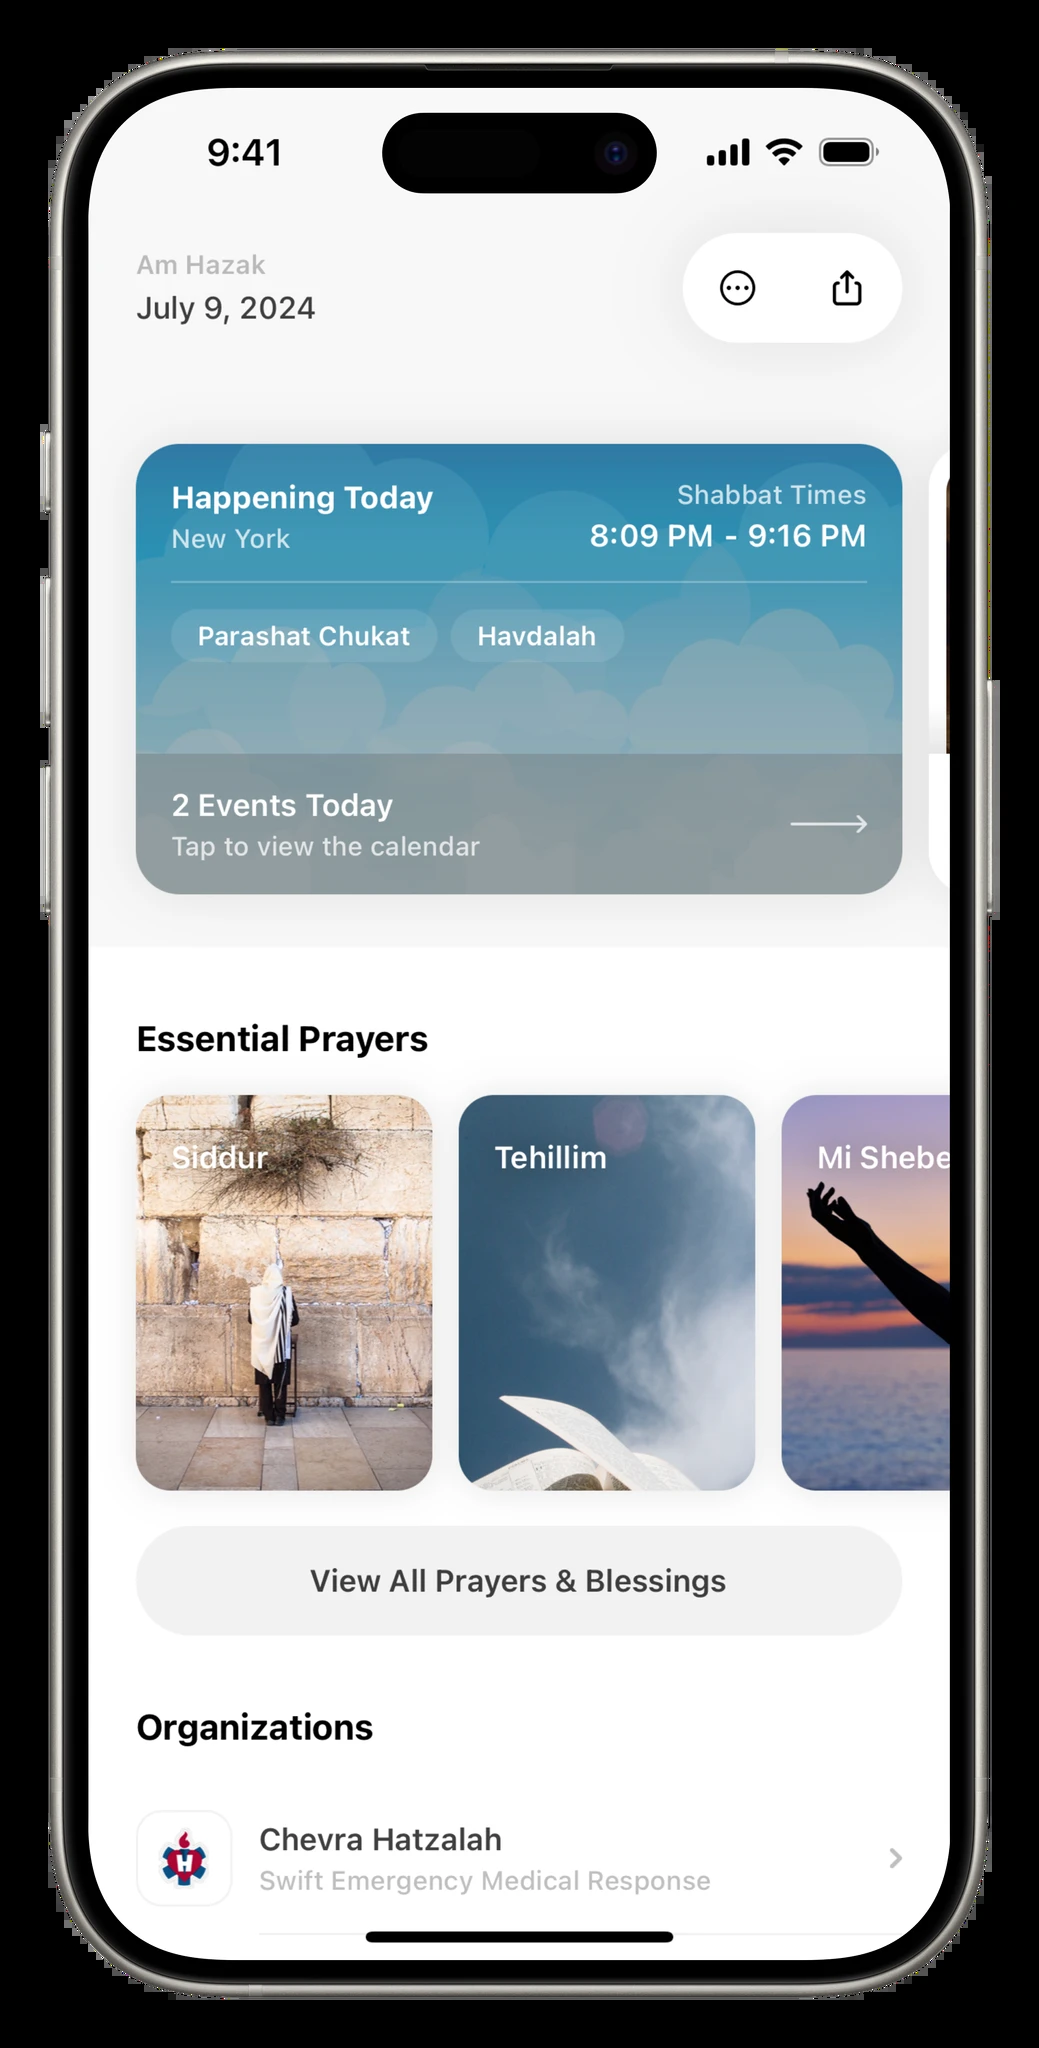 9:41
Am Hazak
July 9, 2024
Happening Today
New York
Shabbat Times
8:09 PM - 9:16 PM
Parashat Chukat
Havdalah
2 Events Today
Tap to view the calendar
Essential Prayers
Siddur
Tehillim
Mi Shebe
View All Prayers & Blessings
Organizations
H
Chevra Hatzalah
Swift Emergency Medical Response